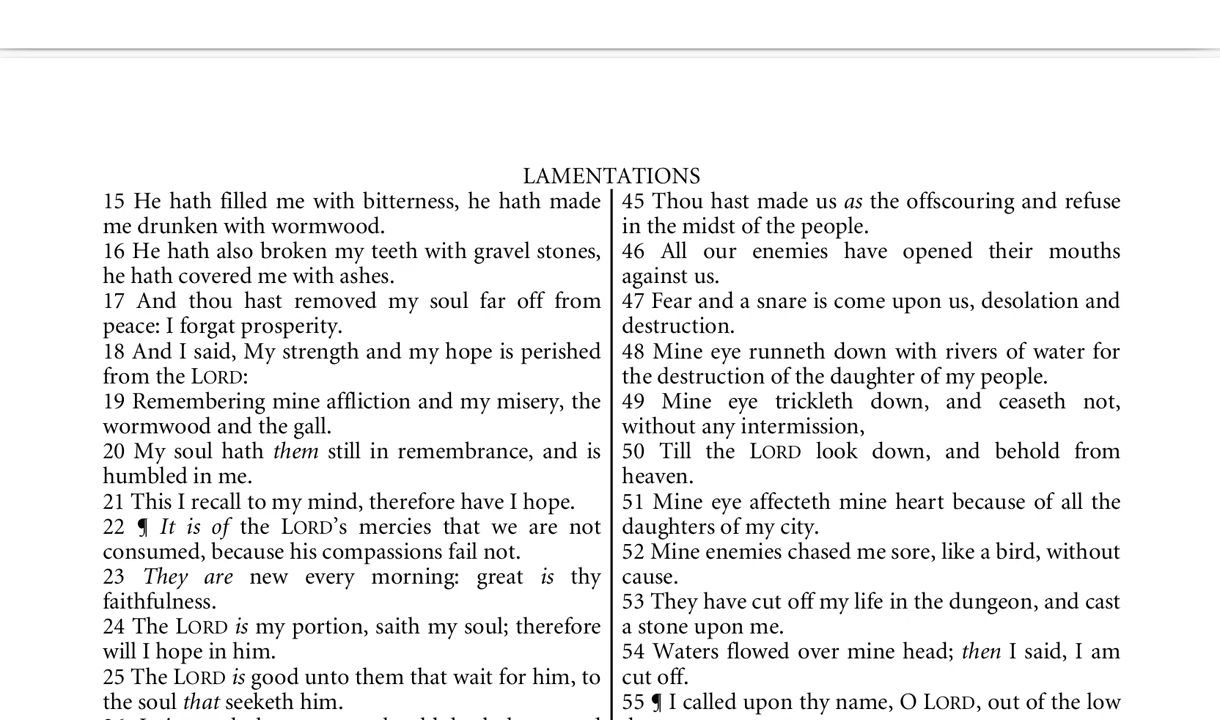 LAMENTATIONS
15 He hath filled me with bitterness, he hath made
me drunken with wormwood.
16 He hath also broken my teeth with gravel stones,
he hath covered me with ashes.
17 And thou hast removed my soul far off from
peace: I forgat prosperity.
18 And I said, My strength and my hope is perished
from the LORD:
19 Remembering mine affliction and my misery, the
wormwood and the gall.
20 My soul hath them still in remembrance, and is
humbled in me.
21 This I recall to my mind, therefore have I hope.
22 ¶ It is of the LORD’s mercies that we are not
consumed, because his compassions fail not.
23 They are new every morning: great is thy
faithfulness.
24 The LORD is my portion, saith my soul; therefore
will I hope in him.
25 The LORD is good unto them that wait for him, to
the soul that seeketh him.
45 Thou hast made us as the offscouring and refuse
in the midst of the people.
46 All our enemies have opened their mouths
against us.
47 Fear and a snare is come upon us, desolation and
destruction.
48 Mine eye runneth down with rivers of water for
the destruction of the daughter of my people.
49 Mine eye trickleth down, and ceaseth not,
without any intermission,
50 Till the LORD look down, and behold from
heaven.
51 Mine eye affecteth mine heart because of all the
daughters of my city.
52 Mine enemies chased me sore, like a bird, without
cause.
53 They have cut off my life in the dungeon, and cast
a stone upon me.
54 Waters flowed over mine head; then I said, I am
cut off.
55 ¶ I called upon thy name, O LORD, out of the low